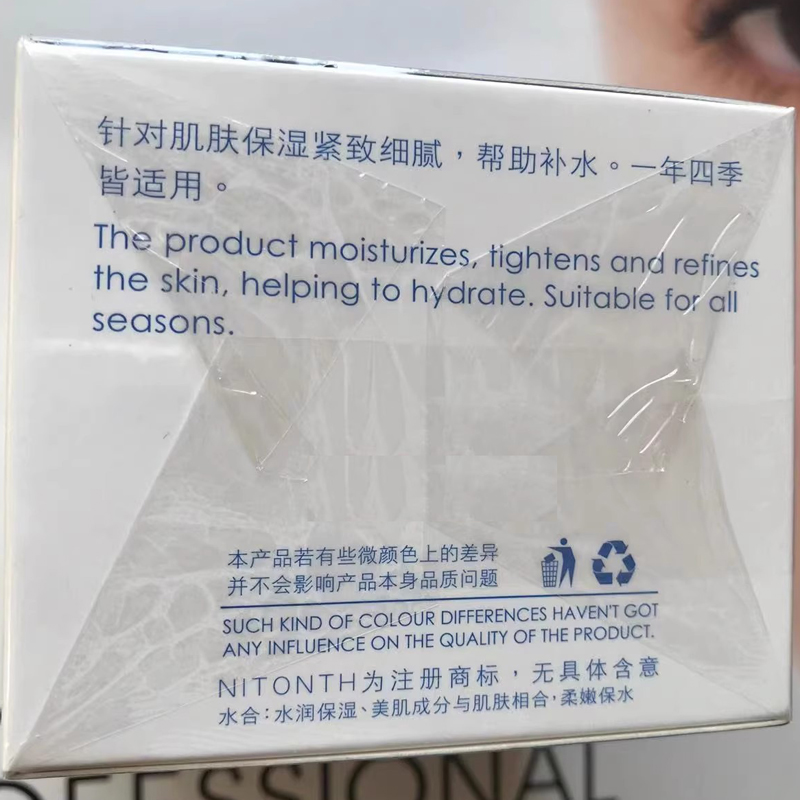 针对肌肤保湿紧致细腻，帮助补水。一年四季
皆适用。
The product moisturizes, tightens and refines
the skin, helping to hydrate. Suitable for all
seasons.
本产品若有些微颜色上的差异
并不会影响产品本身品质问题
SUCH KIND OF COLOUR DIFFERENCES HAVEN'T GOT
ANY INFLUENCE ON THE QUALITY OF THE PRODUCT.
NITONTH为注册商标，无具体含意
水合：水润保湿、美肌成分与肌肤相合，柔嫩保水